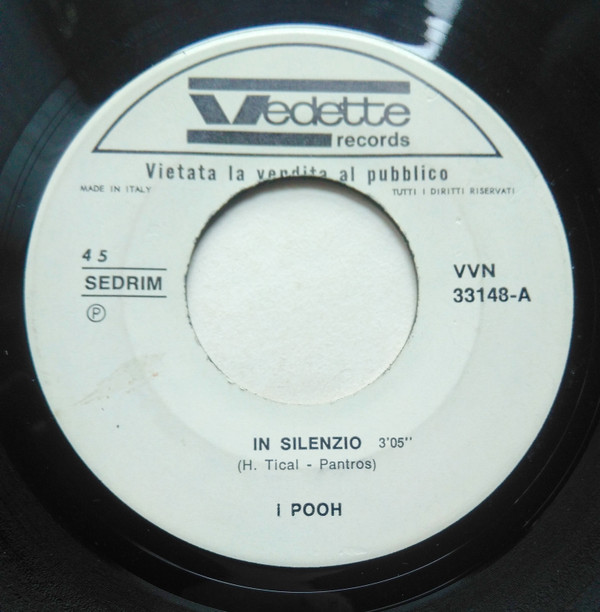 Vedette
records
Vietata la vendita al pubblico
MADE IN ITALY
TUTTI I DIRITTI RISERVATI
45
SEDRIM
Ⓟ
VVN
33148-A
IN SILENZIO 3'05''
(H. Tical - Pantros)
I POOH